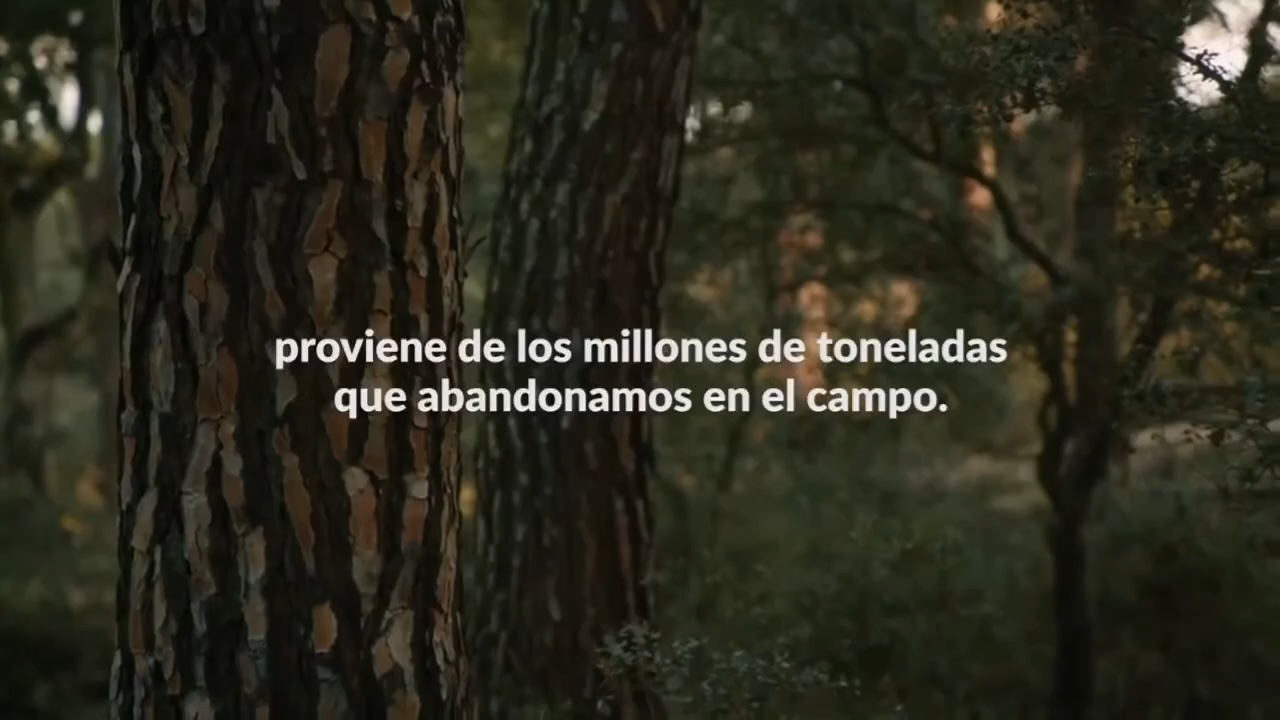 proviene de los millones de toneladas
que abandonamos en el campo.